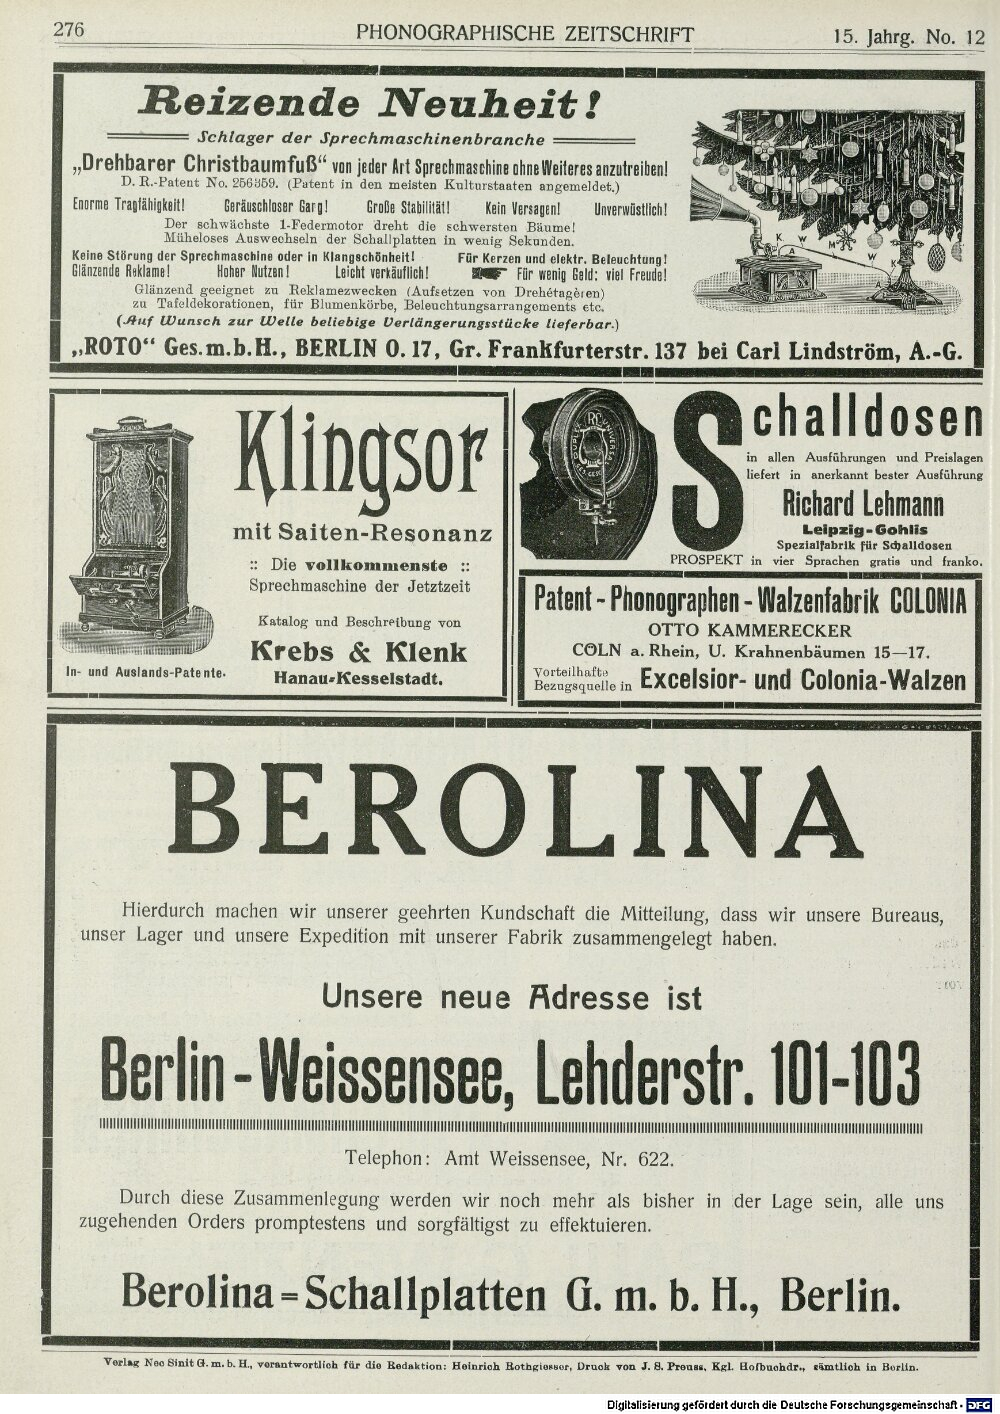 276
PHONOGRAPHISCHE ZEITSCHRIFT
15. Jahrg. No. 12
Reizende Neuheit!
Schlager der Sprechmaschinenbranche
„Drehbarer Christbaumfuß“ von jeder Art Sprechmaschine ohne Weiteres anzutreiben!
D. R.-Patent No. 256359. (Patent in den meisten Kulturstaaten angemeldet.)
Enorme Tragfähigkeit! Geräuschloser Gang! Große Stabilität! Kein Versagen! Unverwüstlich!
Der schwächste 1-Federmotor dreht die schwersten Bäume!
Müheloses Auswechseln der Schallplatten in wenig Sekunden.
Keine Störung der Sprechmaschine oder in Klangschönheit! Für Kerzen und elektr. Beleuchtung!
Glänzende Reklame! Hoher Nutzen! Leicht verkäuflich! Für wenig Geld: viel Freude!
Glänzend geeignet zu Reklamezwecken (Aufsetzen von Drehétagèren)
zu Tafeldekorationen, für Blumenkörbe, Beleuchtungsarrangements etc.
(Auf Wunsch zur Welle beliebige Verlängerungsstücke lieferbar.)
„ROTO“ Ges. m. b. H., BERLIN O. 17, Gr. Frankfurterstr. 137 bei Carl Lindström, A.-G.
Klingsor
mit Saiten-Resonanz
:: Die vollkommenste ::
Sprechmaschine der Jetztzeit
Katalog und Beschreibung von
Krebs & Klenk
Hanau-Kesselstadt.
In- und Auslands-Patente.
Schalldosen
in allen Ausführungen und Preislagen
liefert in anerkannt bester Ausführung
Richard Lehmann
Leipzig-Gohlis
Spezialfabrik für Schalldosen
PROSPEKT in vier Sprachen gratis und franko.
Patent-Phonographen-Walzenfabrik COLONIA
OTTO KAMMERECKER
CÖLN a. Rhein, U. Krahnenbäumen 15—17.
Vorteilhafte
Bezugsquelle in Excelsior- und Colonia-Walzen
BEROLINA
Hierdurch machen wir unserer geehrten Kundschaft die Mitteilung, dass wir unsere Bureaus,
unser Lager und unsere Expedition mit unserer Fabrik zusammengelegt haben.
Unsere neue Adresse ist
Berlin-Weissensee, Lehderstr. 101-103
Telephon: Amt Weissensee, Nr. 622.
Durch diese Zusammenlegung werden wir noch mehr als bisher in der Lage sein, alle uns
zugehenden Orders promptestens und sorgfältigst zu effektuieren.
Berolina-Schallplatten G. m. b. H., Berlin.
Verlag Neo Sinit G. m. b. H., verantwortlich für die Redaktion: Heinrich Rothgiesser, Druck von J. S. Preuss, Kgl. Hofbuchdr., sämtlich in Berlin.
Digitalisierung gefördert durch die Deutsche Forschungsgemeinschaft - DFG